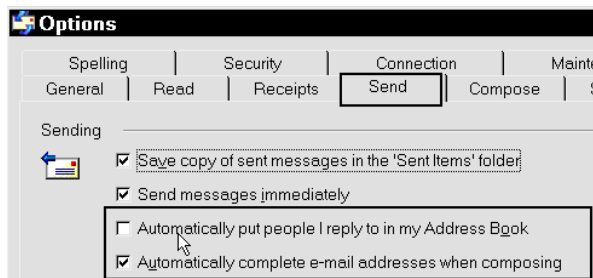 Options
Spelling Security Connection
General Read Receipts Send Compose
Sending
Save copy of sent messages in the 'Sent Items' folder
Send messages immediately
Automatically put people I reply to in my Address Book
Automatically complete e-mail addresses when composing